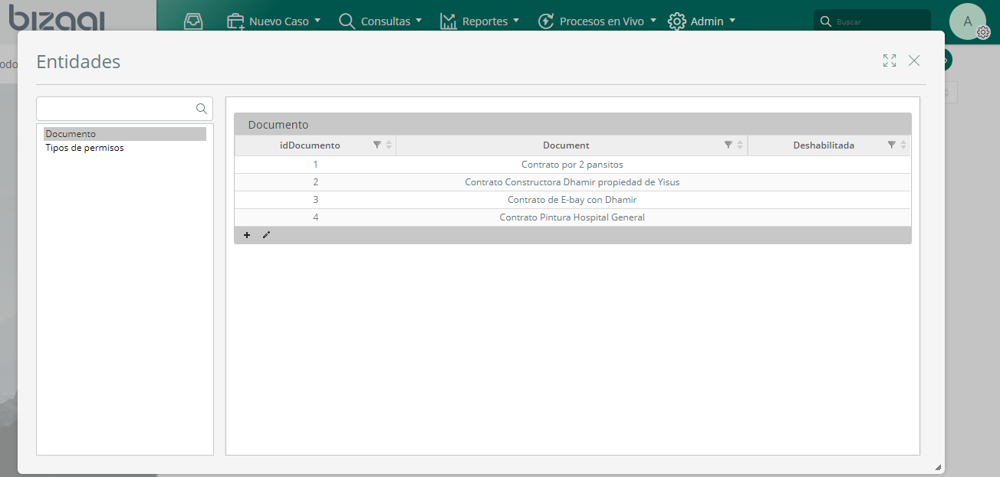 bizagi
Nuevo Caso
Consultas
Reportes
Procesos en Vivo
Admin
Buscar
A
odo
Entidades
Documento
Tipos de permisos
Documento
idDocumento Document Deshabilitada
1 Contrato por 2 pansitos
2 Contrato Constructora Dhamir propiedad de Yisus
3 Contrato de E-bay con Dhamir
4 Contrato Pintura Hospital General